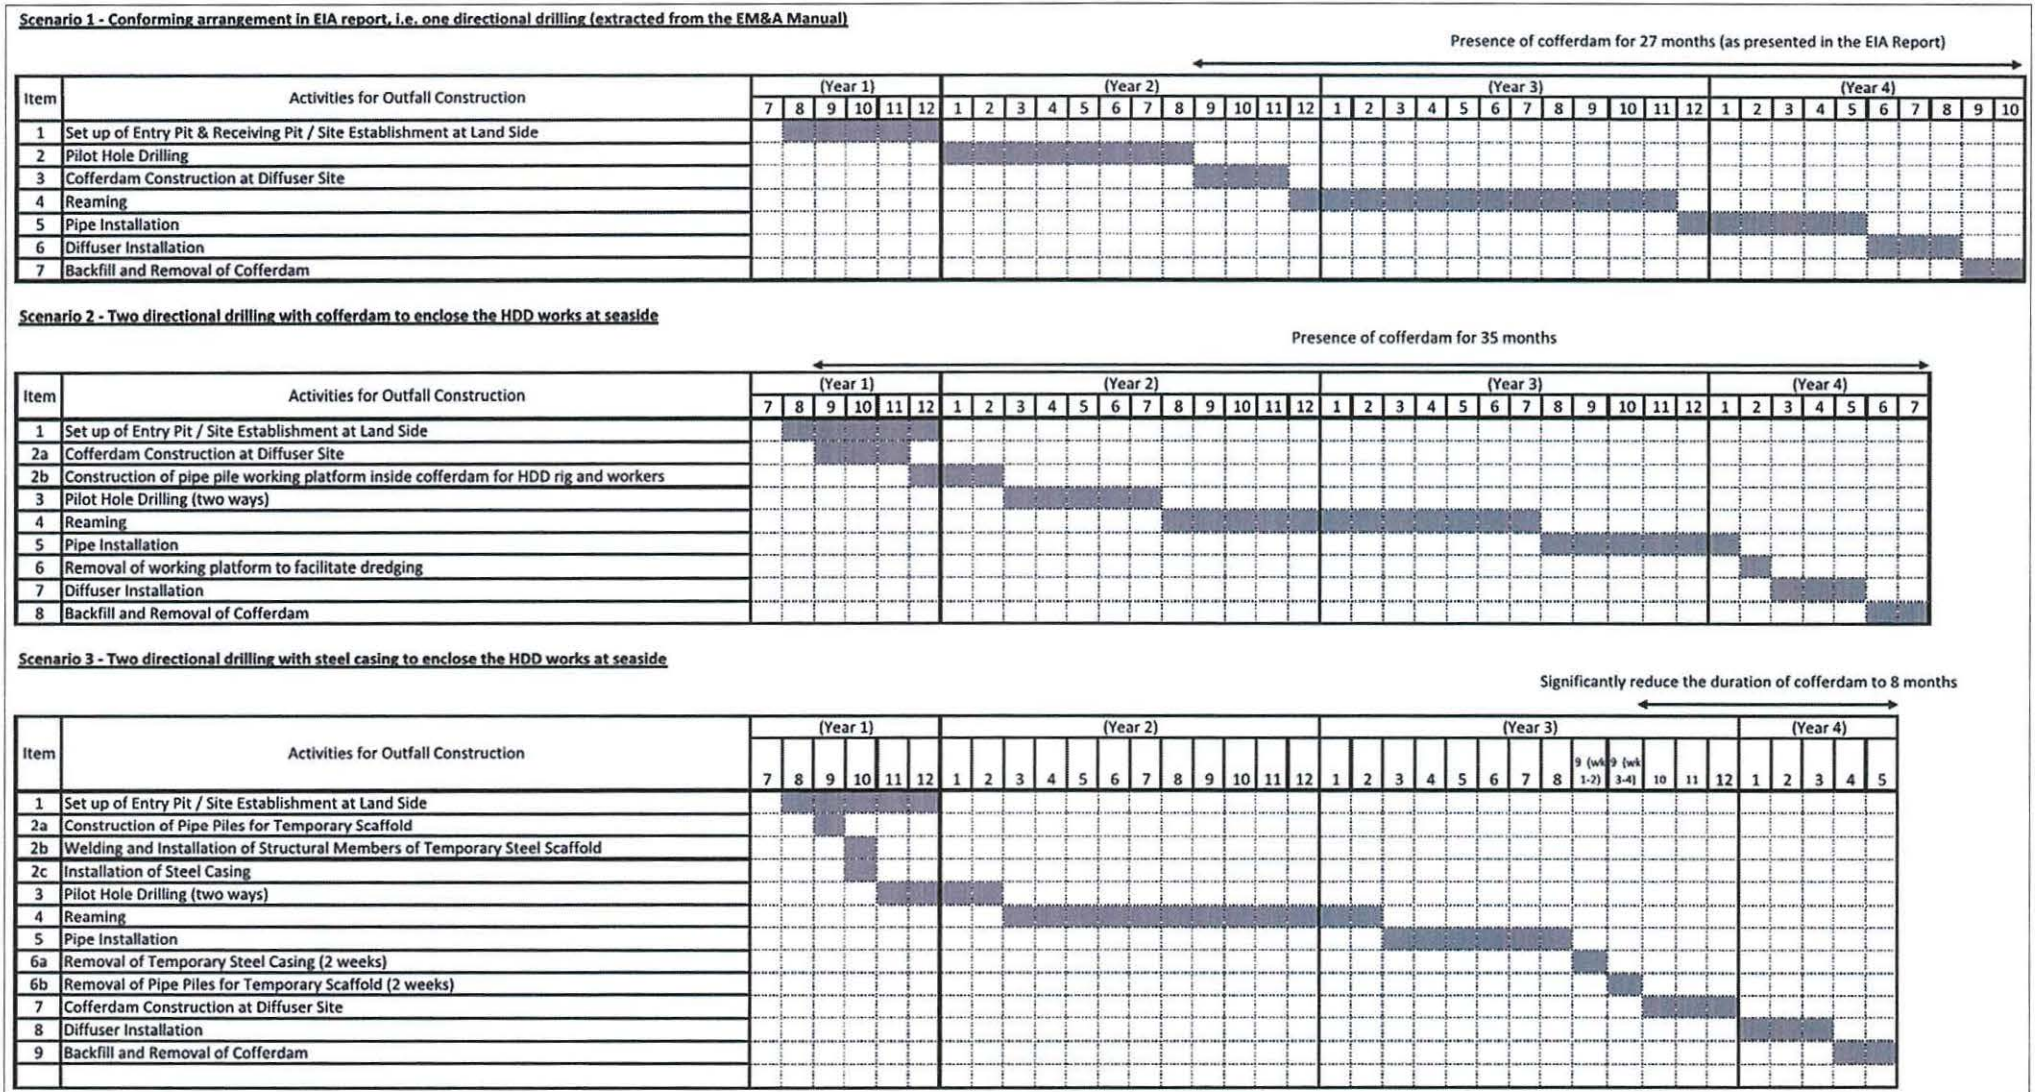 Scenario 1 - Conforming arrangement in EIA report, i.e. one directional drilling (extracted from the EM&A Manual)
Presence of cofferdam for 27 months (as presented in the EIA Report)
Item Activities for Outfall Construction (Year 1) (Year 2) (Year 3) (Year 4)
7 8 9 10 11 12 1 2 3 4 5 6 7 8 9 10 11 12 1 2 3 4 5 6 7 8 9 10 11 12 1 2 3 4 5 6 7 8 9 10
1 Set up of Entry Pit & Receiving Pit / Site Establishment at Land Side
2 Pilot Hole Drilling
3 Cofferdam Construction at Diffuser Site
4 Reaming
5 Pipe Installation
6 Diffuser Installation
7 Backfill and Removal of Cofferdam
Scenario 2 - Two directional drilling with cofferdam to enclose the HDD works at seaside
Presence of cofferdam for 35 months
Item Activities for Outfall Construction (Year 1) (Year 2) (Year 3) (Year 4)
7 8 9 10 11 12 1 2 3 4 5 6 7 8 9 10 11 12 1 2 3 4 5 6 7 8 9 10 11 12 1 2 3 4 5 6 7
1 Set up of Entry Pit / Site Establishment at Land Side
2a Cofferdam Construction at Diffuser Site
2b Construction of pipe pile working platform inside cofferdam for HDD rig and workers
3 Pilot Hole Drilling (two ways)
4 Reaming
5 Pipe Installation
6 Removal of working platform to facilitate dredging
7 Diffuser Installation
8 Backfill and Removal of Cofferdam
Scenario 3 - Two directional drilling with steel casing to enclose the HDD works at seaside
Significantly reduce the duration of cofferdam to 8 months
Item Activities for Outfall Construction (Year 1) (Year 2) (Year 3) (Year 4)
7 8 9 10 11 12 1 2 3 4 5 6 7 8 9 10 11 12 1 2 3 4 5 6 7 8 9 (wk 1-2) 9 (wk 3-4) 10 11 12 1 2 3 4 5
1 Set up of Entry Pit / Site Establishment at Land Side
2a Construction of Pipe Piles for Temporary Scaffold
2b Welding and Installation of Structural Members of Temporary Steel Scaffold
2c Installation of Steel Casing
3 Pilot Hole Drilling (two ways)
4 Reaming
5 Pipe Installation
6a Removal of Temporary Steel Casing (2 weeks)
6b Removal of Pipe Piles for Temporary Scaffold (2 weeks)
7 Cofferdam Construction at Diffuser Site
8 Diffuser Installation
9 Backfill and Removal of Cofferdam